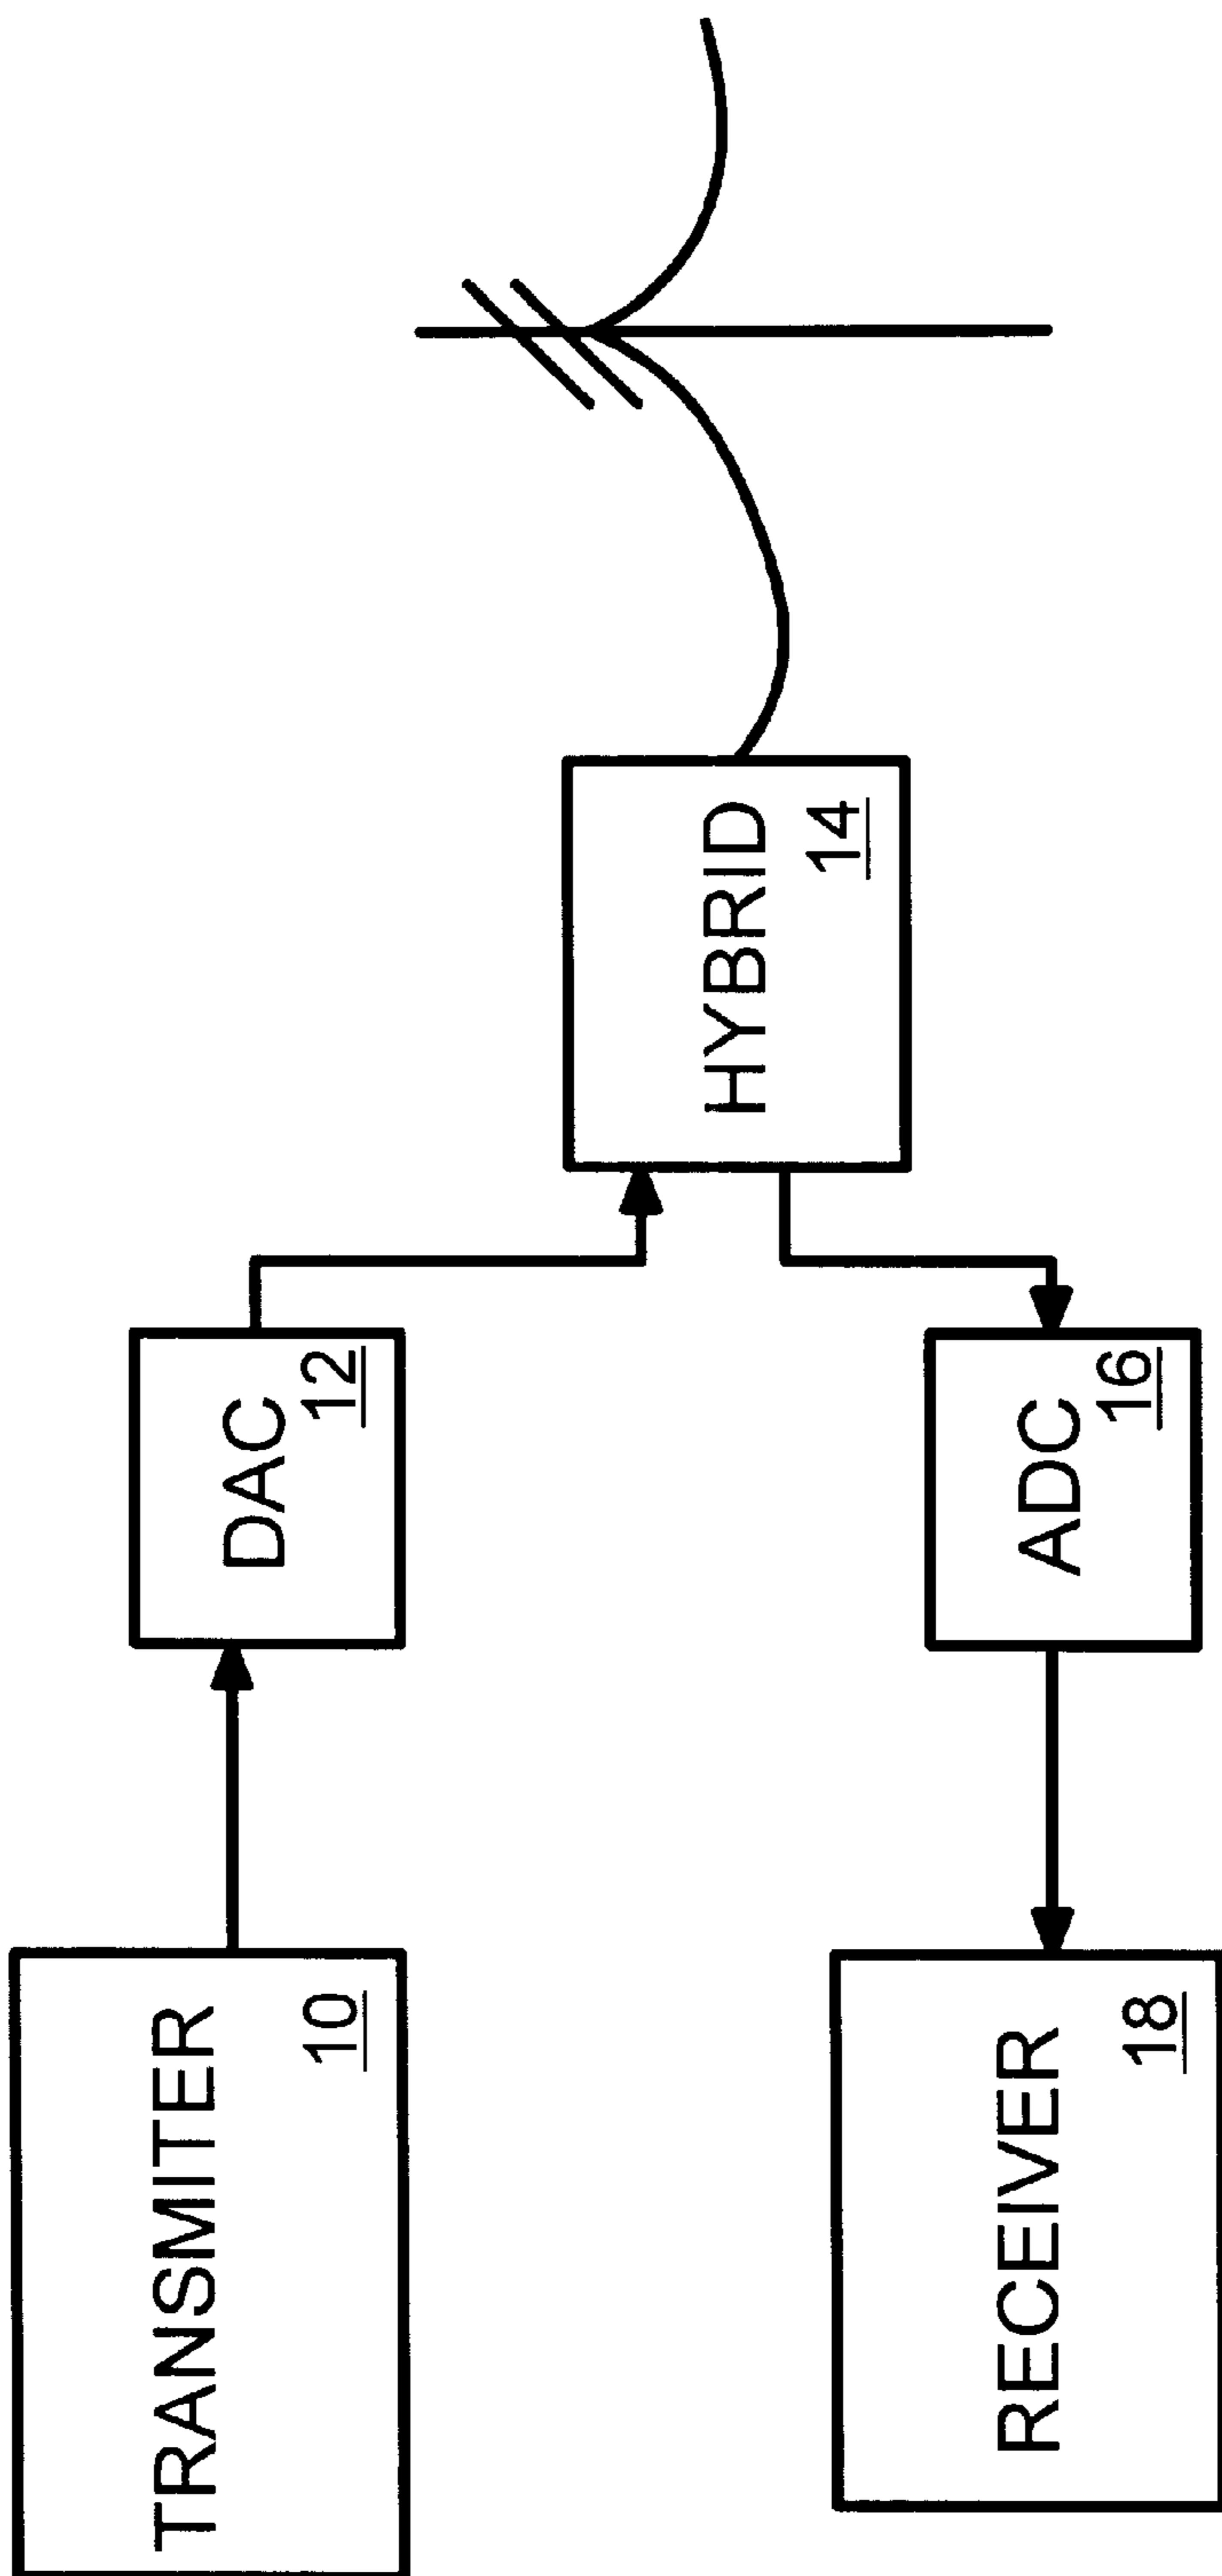 TRANSMITER
10
DAC
12
HYBRID
14
ADC
16
RECEIVER
18